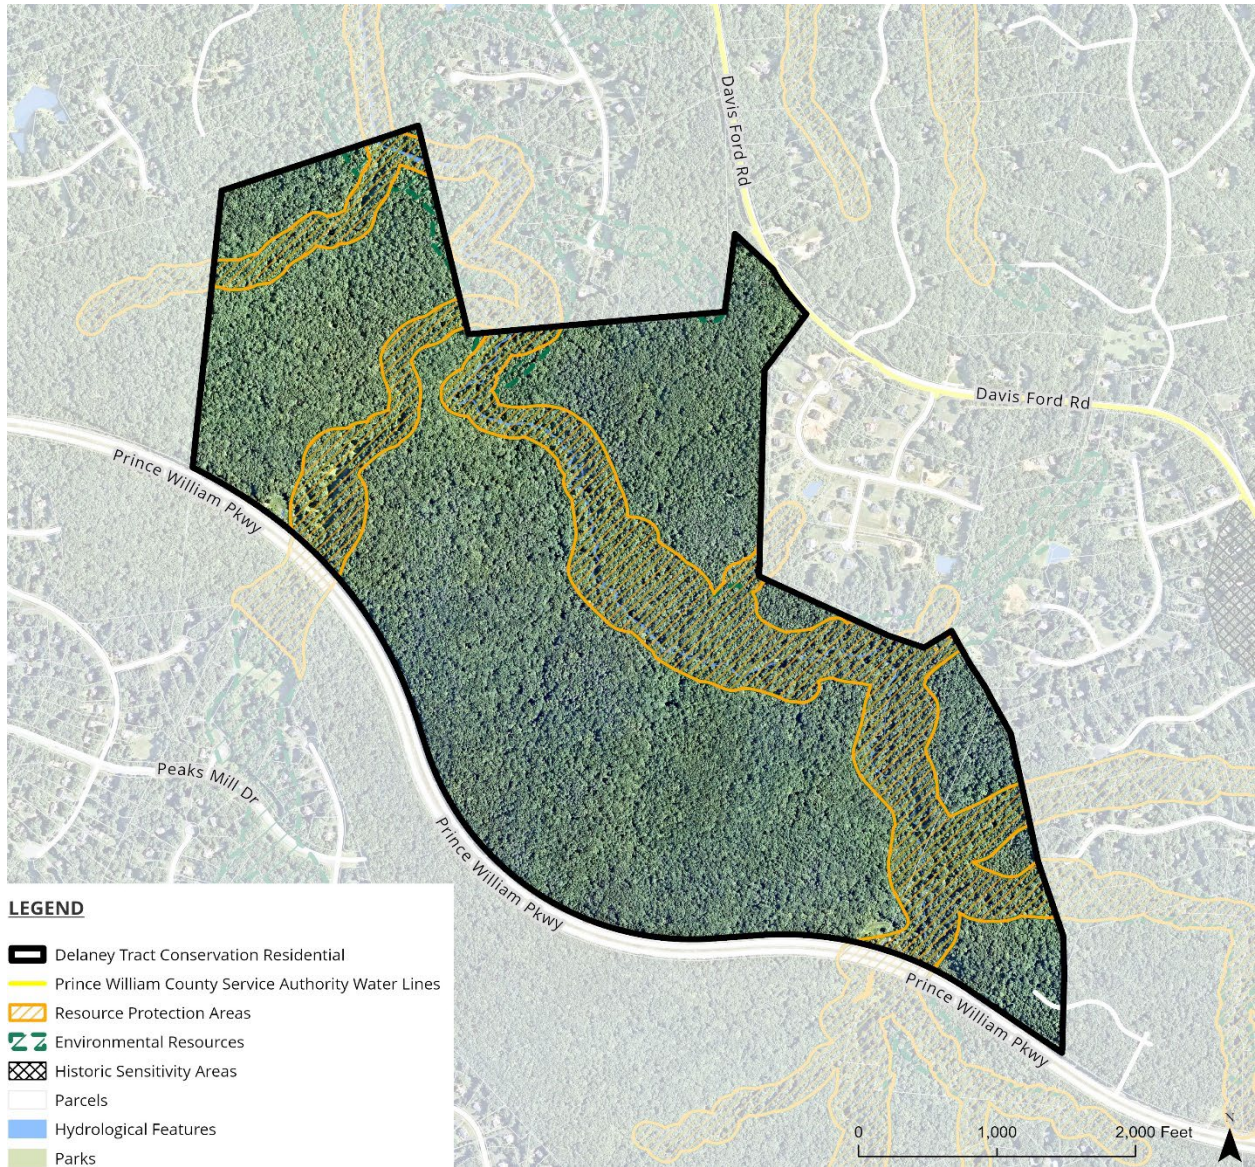 Davis Ford Rd
Davis Ford Rd
Prince William Pkwy
Peaks Mill Dr
Prince William Pkwy
Prince William Pkwy
LEGEND
Delaney Tract Conservation Residential
Prince William County Service Authority Water Lines
Resource Protection Areas
Environmental Resources
Historic Sensitivity Areas
Parcels
Hydrological Features
Parks
0 1,000 2,000 Feet
N